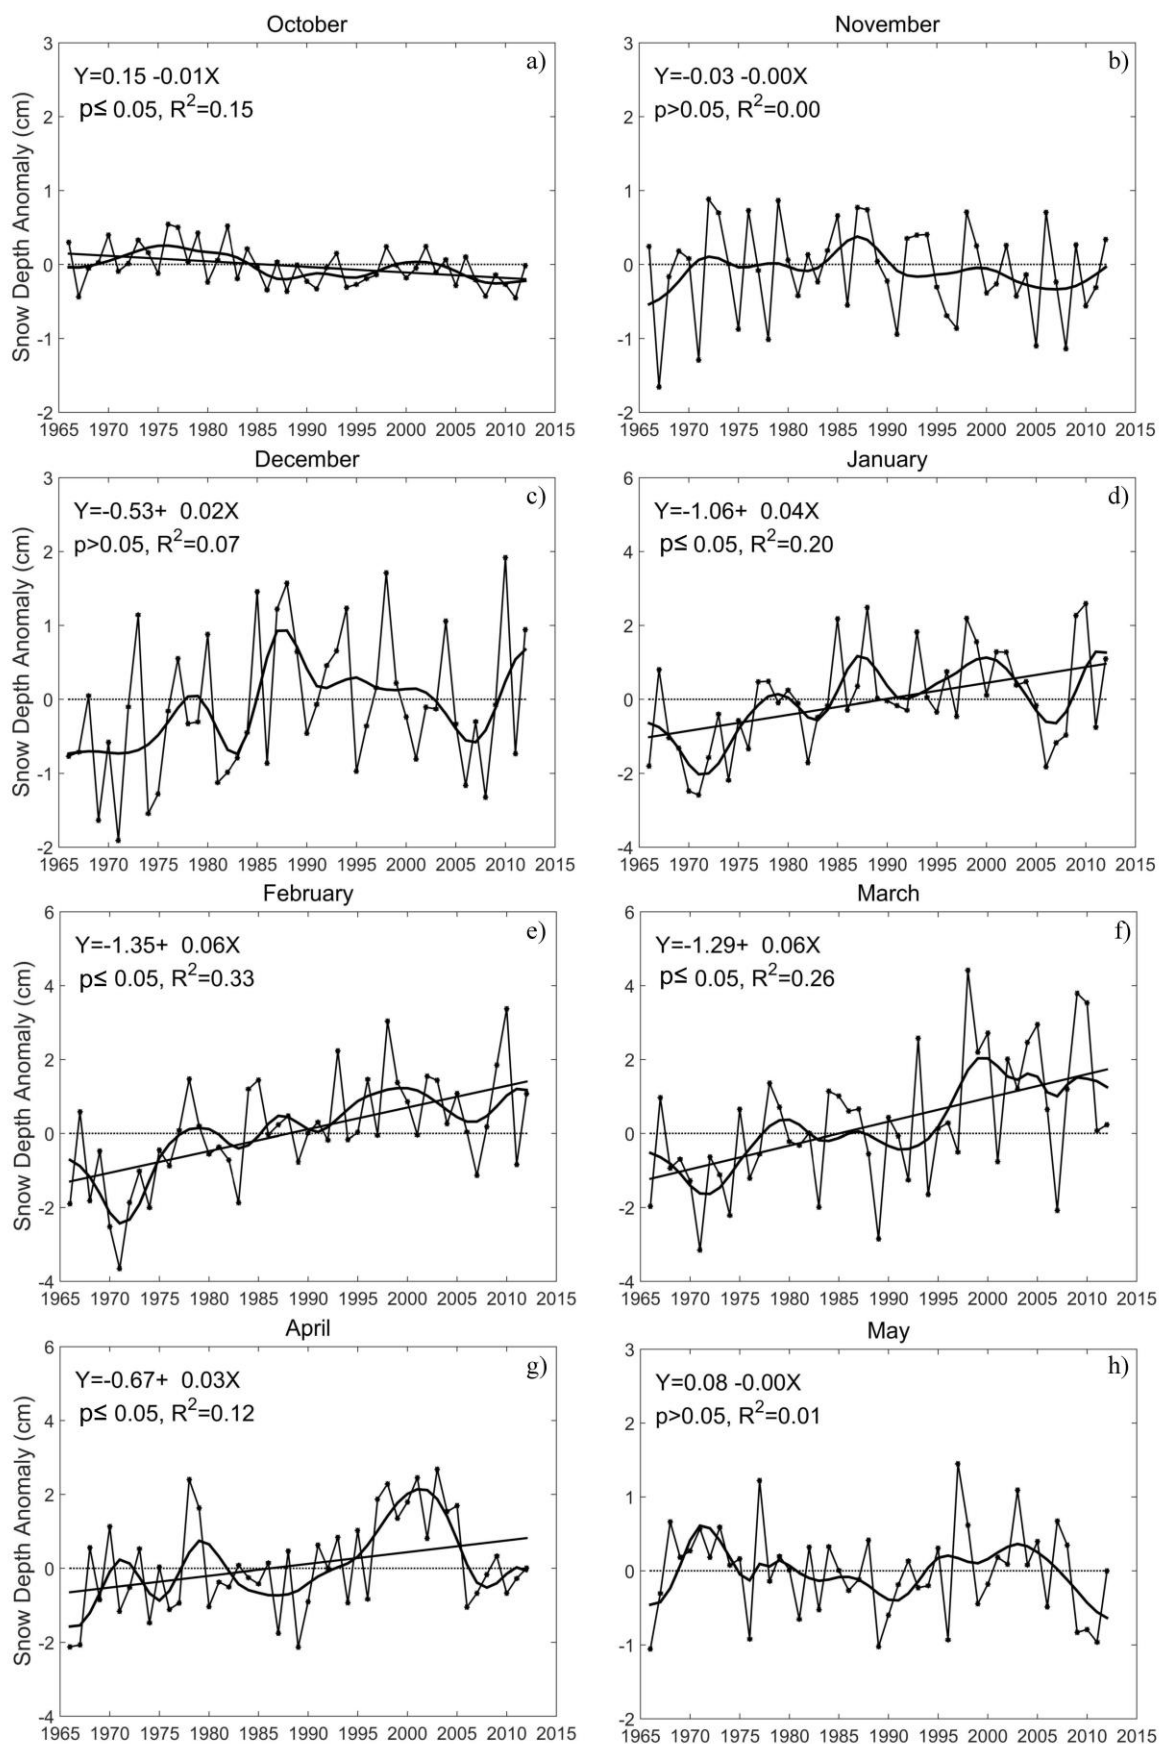 October
a)
Y=0.15 -0.01X
p≤ 0.05, R²=0.15
Snow Depth Anomaly (cm)
3
2
1
0
-1
-2
1965 1970 1975 1980 1985 1990 1995 2000 2005 2010 2015
November
b)
Y=-0.03 -0.00X
p>0.05, R²=0.00
3
2
1
0
-1
-2
1965 1970 1975 1980 1985 1990 1995 2000 2005 2010 2015
December
c)
Y=-0.53+ 0.02X
p>0.05, R²=0.07
Snow Depth Anomaly (cm)
3
2
1
0
-1
-2
1965 1970 1975 1980 1985 1990 1995 2000 2005 2010 2015
January
d)
Y=-1.06+ 0.04X
p≤ 0.05, R²=0.20
6
4
2
0
-2
-4
1965 1970 1975 1980 1985 1990 1995 2000 2005 2010 2015
February
e)
Y=-1.35+ 0.06X
p≤ 0.05, R²=0.33
Snow Depth Anomaly (cm)
6
4
2
0
-2
-4
1965 1970 1975 1980 1985 1990 1995 2000 2005 2010 2015
March
f)
Y=-1.29+ 0.06X
p≤ 0.05, R²=0.26
6
4
2
0
-2
-4
1965 1970 1975 1980 1985 1990 1995 2000 2005 2010 2015
April
g)
Y=-0.67+ 0.03X
p≤ 0.05, R²=0.12
Snow Depth Anomaly (cm)
6
4
2
0
-2
-4
1965 1970 1975 1980 1985 1990 1995 2000 2005 2010 2015
May
h)
Y=0.08 -0.00X
p>0.05, R²=0.01
3
2
1
0
-1
-2
1965 1970 1975 1980 1985 1990 1995 2000 2005 2010 2015